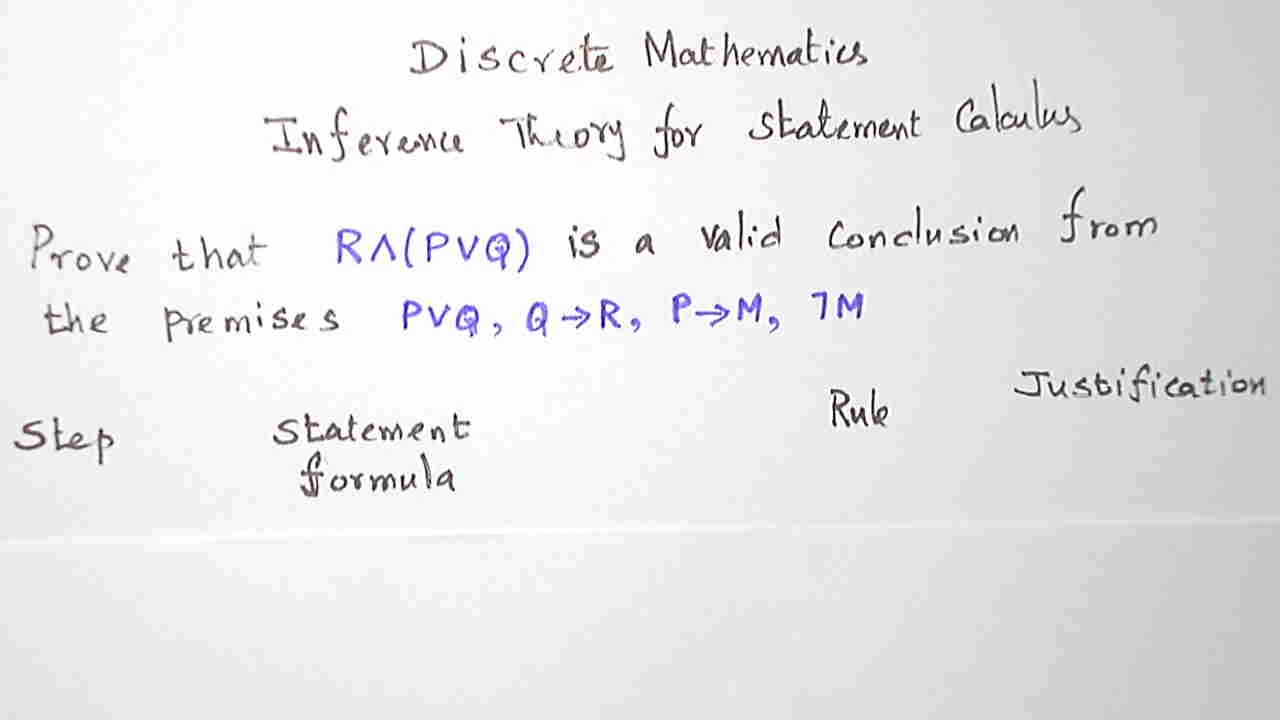 Discrete Mathematics
Inference Theory for Statement Calculus
Prove that R∧(P∨Q) is a valid conclusion from
the premises P∨Q, Q→R, P→M, ┐M
Step Statement formula Rule Justification